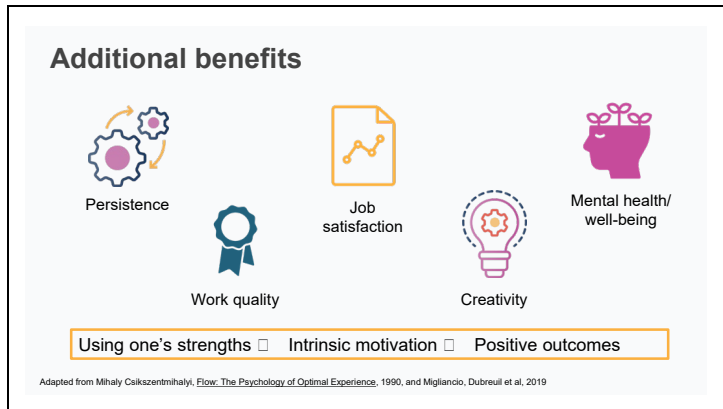 Additional benefits
Persistence
Work quality
Job
satisfaction
Creativity
Mental health/
well-being
Using one’s strengths □ Intrinsic motivation □ Positive outcomes
Adapted from Mihaly Csikszentmihalyi, Flow: The Psychology of Optimal Experience, 1990, and Migliancio, Dubreuil et al, 2019